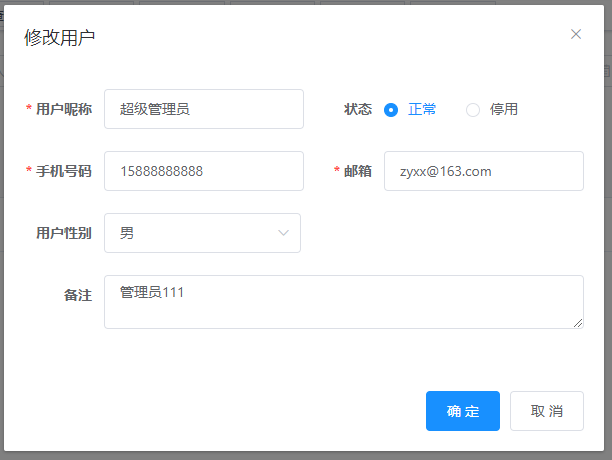 修改用户
* 用户昵称 超级管理员 状态 正常 停用
* 手机号码 15888888888 * 邮箱 zyxx@163.com
用户性别 男
备注 管理员111
确 定 取 消